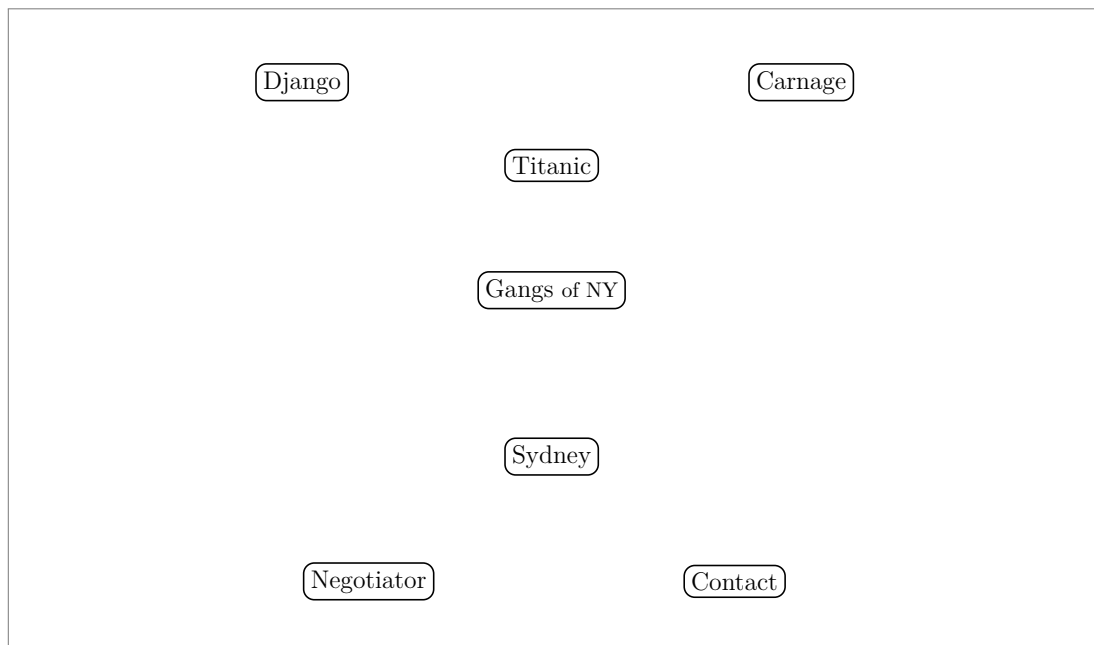 Django
Carnage
Titanic
Gangs of NY
Sydney
Negotiator
Contact